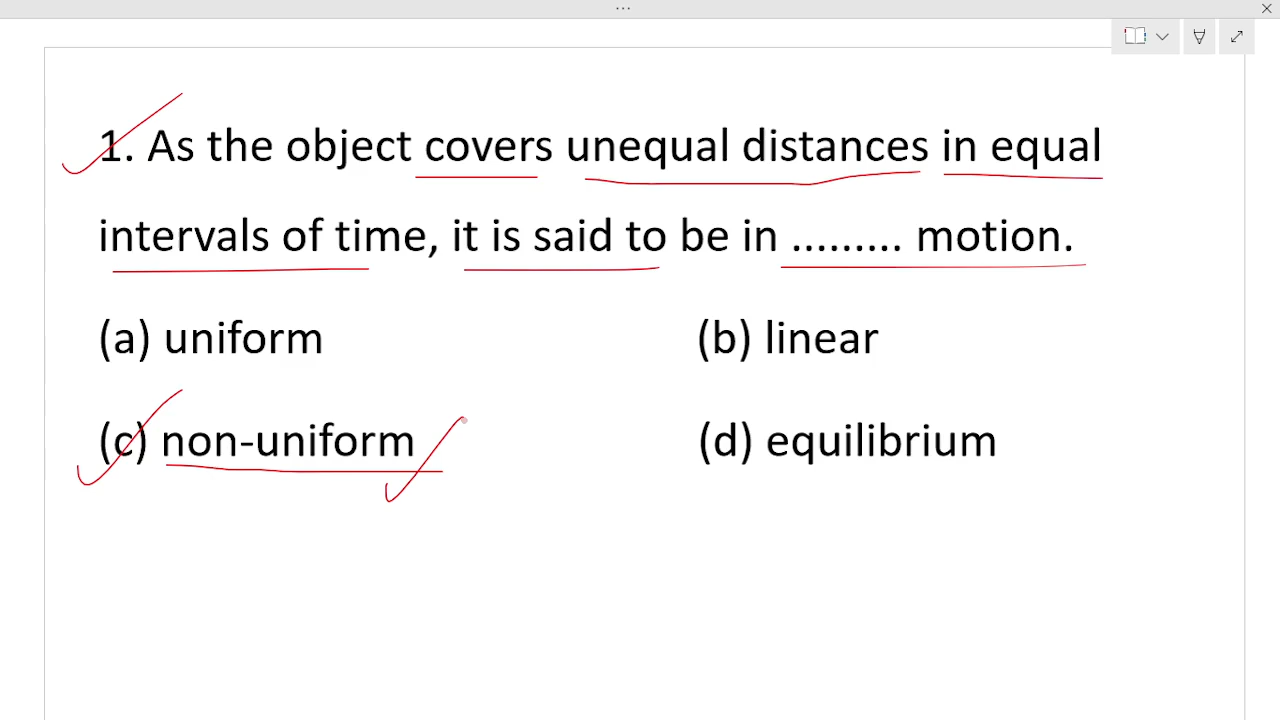 1. As the object covers unequal distances in equal
intervals of time, it is said to be in ......... motion.
(a) uniform (b) linear
(c) non-uniform (d) equilibrium